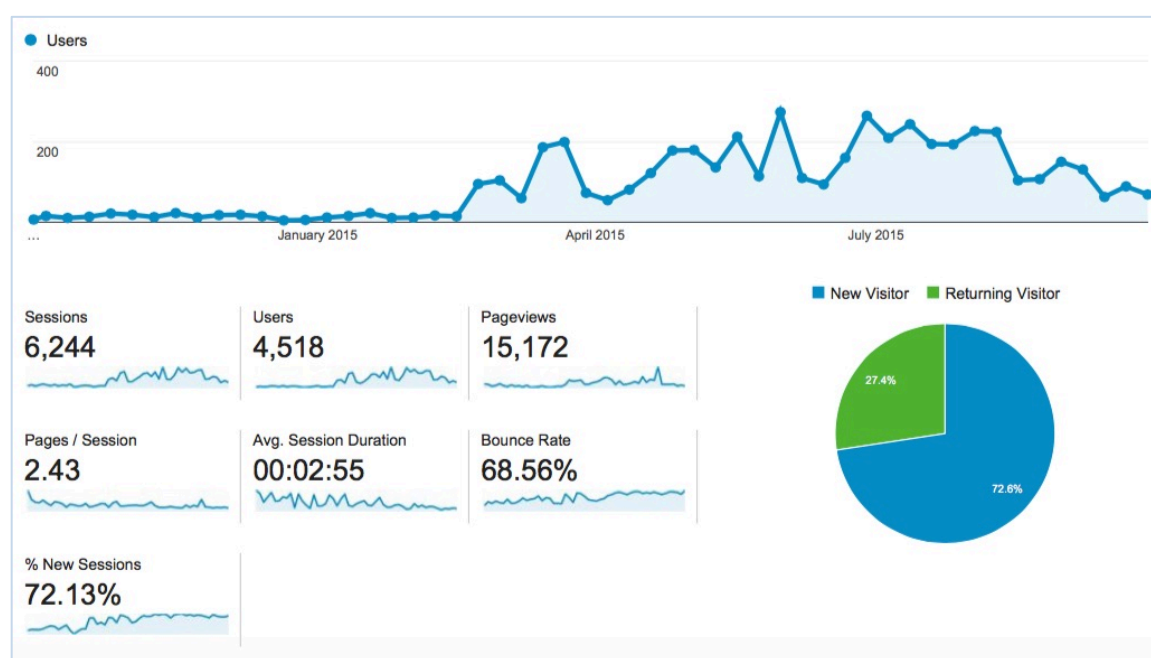 Users
400
200
...
January 2015
April 2015
July 2015
New Visitor
Returning Visitor
Sessions
6,244
Users
4,518
Pageviews
15,172
27.4%
72.6%
Pages / Session
2.43
Avg. Session Duration
00:02:55
Bounce Rate
68.56%
% New Sessions
72.13%